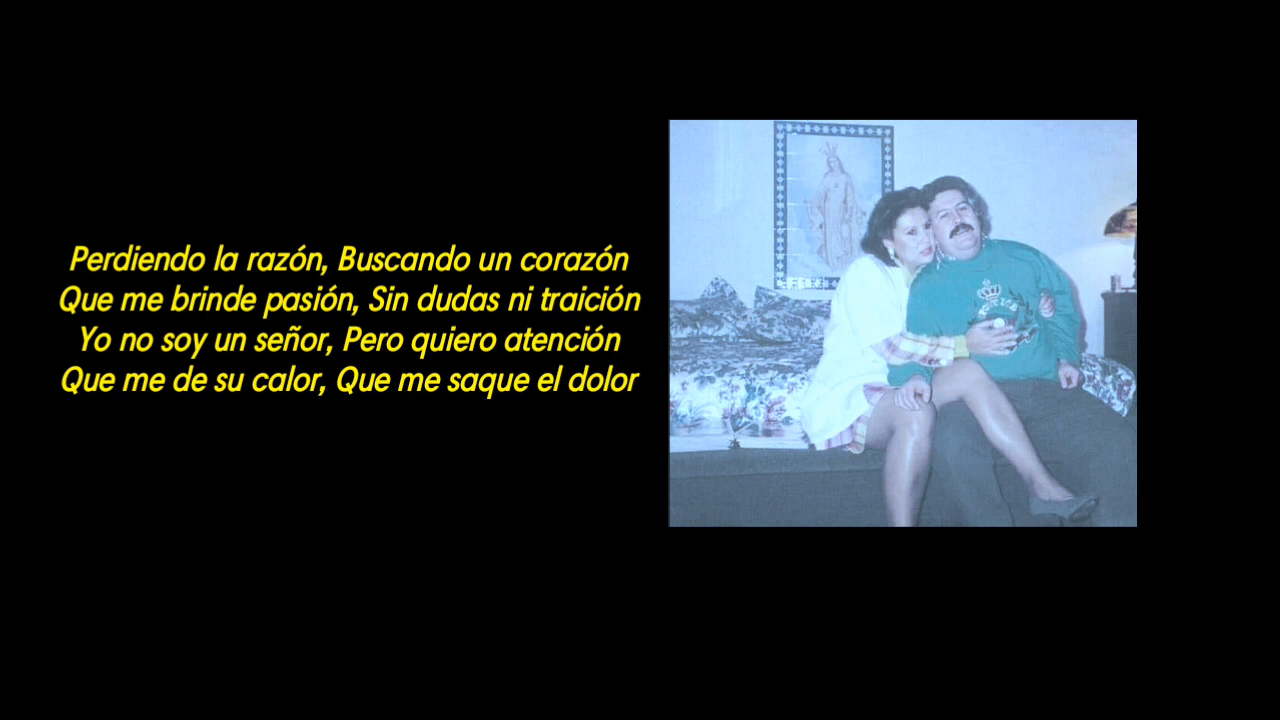 Perdiendo la razón, Buscando un corazón
Que me brinde pasión, Sin dudas ni traición
Yo no soy un señor, Pero quiero atención
Que me de su calor, Que me saque el dolor